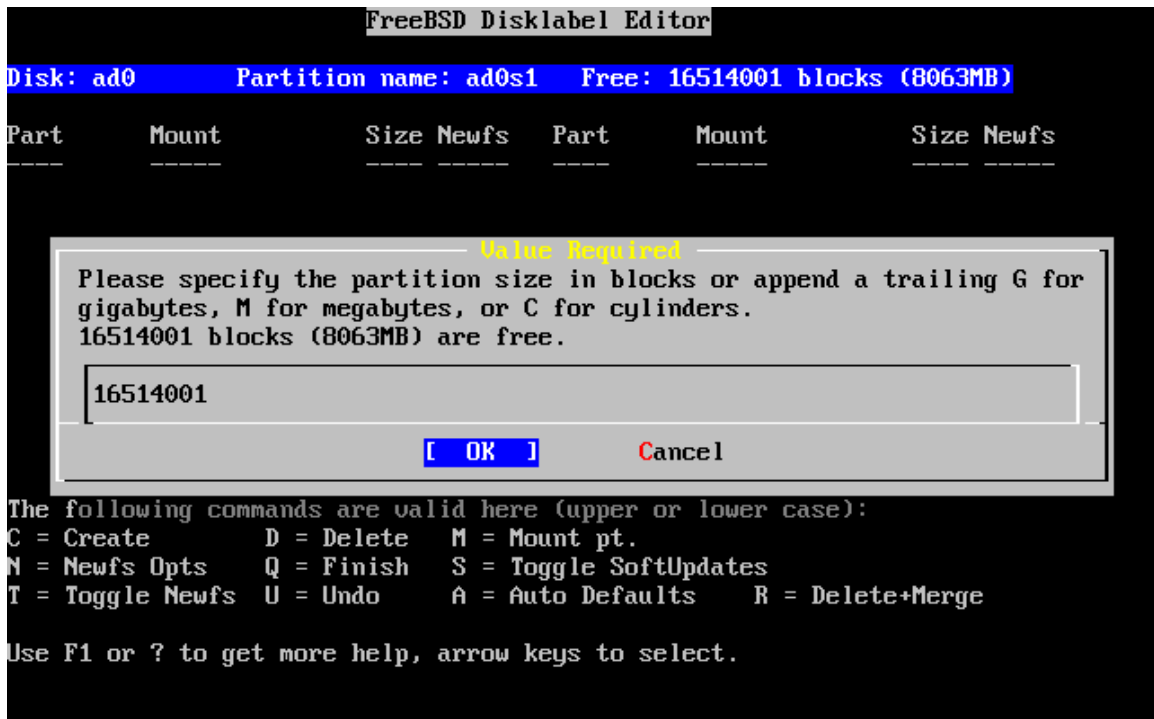 FreeBSD Disklabel Editor
Disk: ad0 Partition name: ad0s1 Free: 16514001 blocks (8063MB)
Part Mount Size Newfs Part Mount Size Newfs
---- ----- ---- ----- ---- ----- ---- -----
Value Required
Please specify the partition size in blocks or append a trailing G for
gigabytes, M for megabytes, or C for cylinders.
16514001 blocks (8063MB) are free.
16514001
[ OK ] Cancel
The following commands are valid here (upper or lower case):
C = Create D = Delete M = Mount pt.
N = Newfs Opts Q = Finish S = Toggle SoftUpdates
T = Toggle Newfs U = Undo A = Auto Defaults R = Delete+Merge
Use F1 or ? to get more help, arrow keys to select.